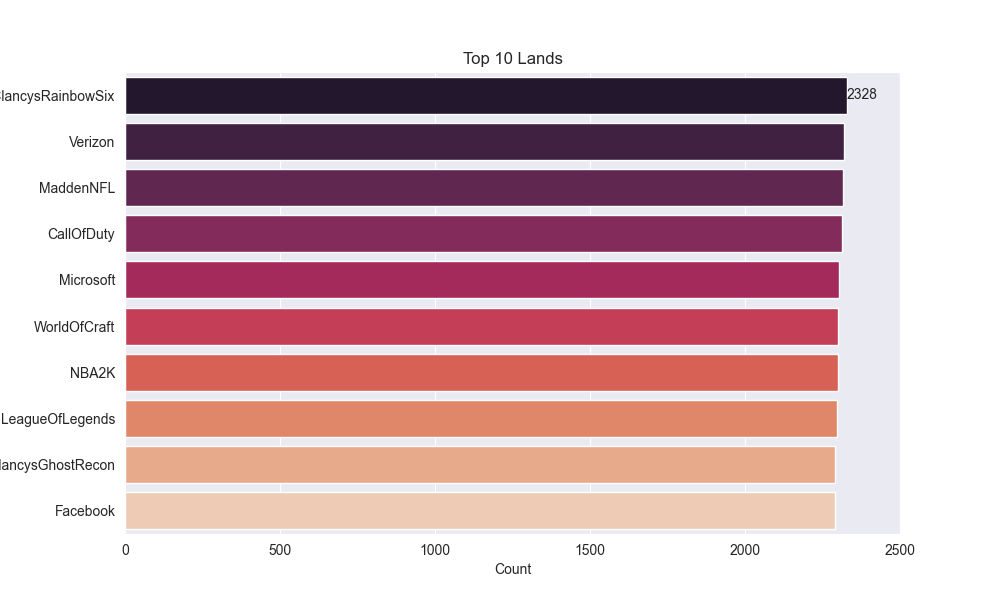 Top 10 Lands
lancysRainbowSix
2328
Verizon
MaddenNFL
CallOfDuty
Microsoft
WorldOfCraft
NBA2K
LeagueOfLegends
ancysGhostRecon
Facebook
0 500 1000 1500 2000 2500
Count